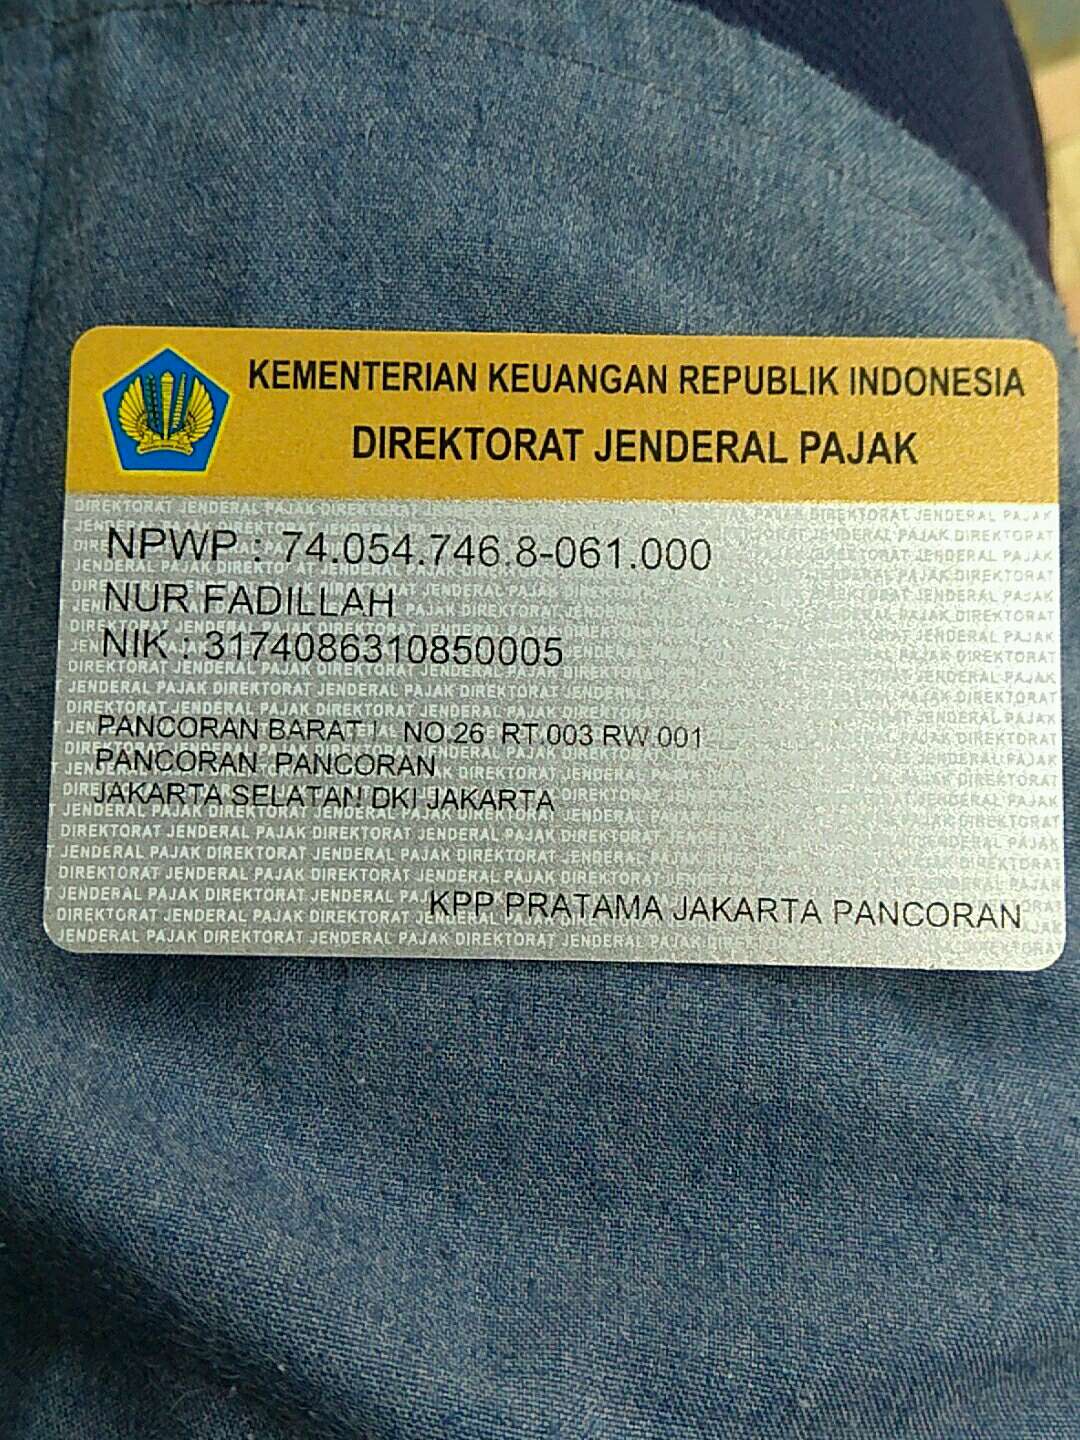 KEMENTERIAN KEUANGAN REPUBLIK INDONESIA
DIREKTORAT JENDERAL PAJAK
NPWP : 74.054.746.8-061.000
NUR FADILLAH
NIK : 3174086310850005
PANCORAN BARAT I NO.26 RT.003 RW.001
PANCORAN PANCORAN
JAKARTA SELATAN DKI JAKARTA
KPP PRATAMA JAKARTA PANCORAN